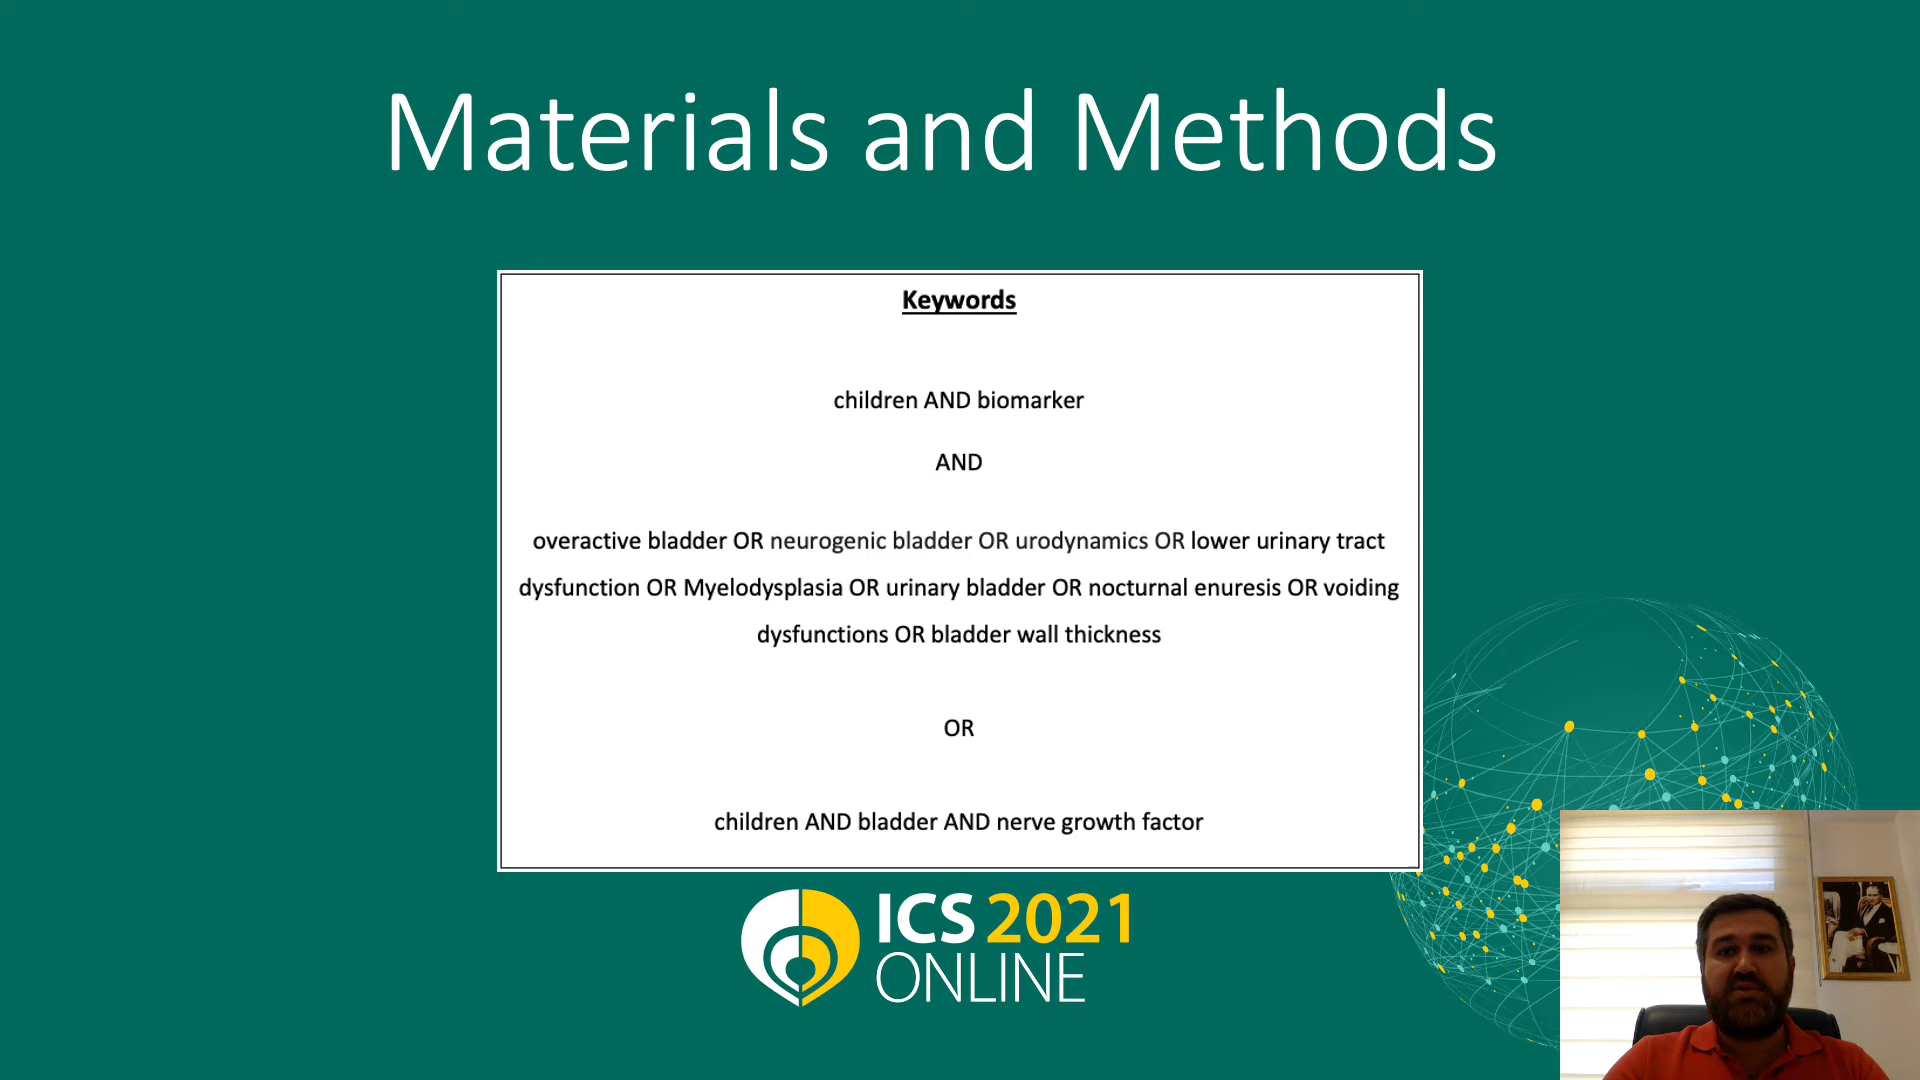 Materials and Methods
Keywords
children AND biomarker
AND
overactive bladder OR neurogenic bladder OR urodynamics OR lower urinary tract
dysfunction OR Myelodysplasia OR urinary bladder OR nocturnal enuresis OR voiding
dysfunctions OR bladder wall thickness
OR
children AND bladder AND nerve growth factor
ICS 2021
ONLINE